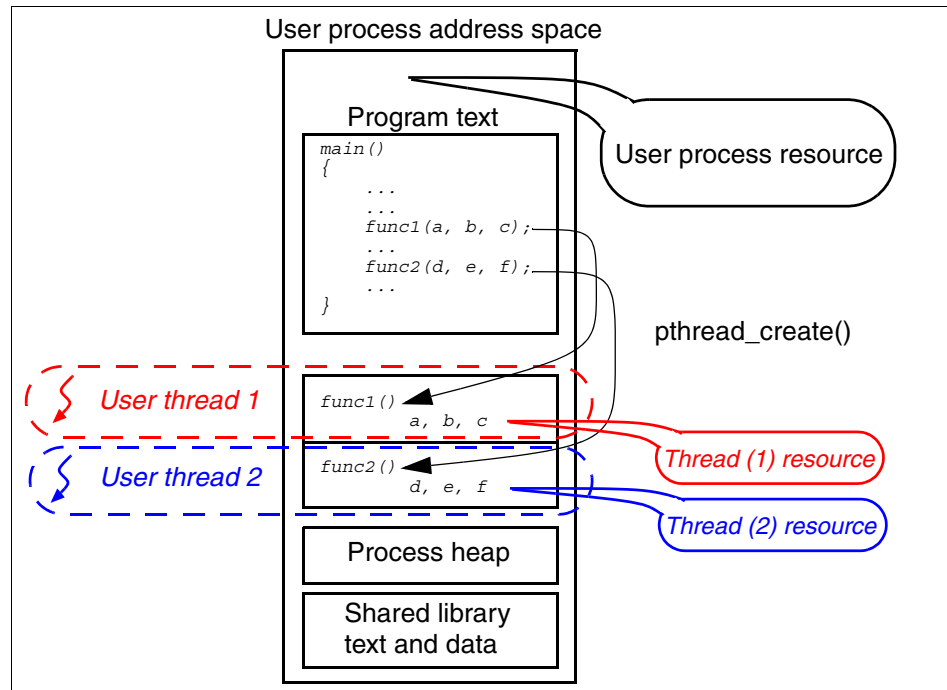 User process address space
Program text
User process resource
main()
{
...
...
func1(a, b, c);
...
func2(d, e, f);
...
}
pthread_create()
User thread 1
func1()
a, b, c
Thread (1) resource
User thread 2
func2()
d, e, f
Thread (2) resource
Process heap
Shared library
text and data